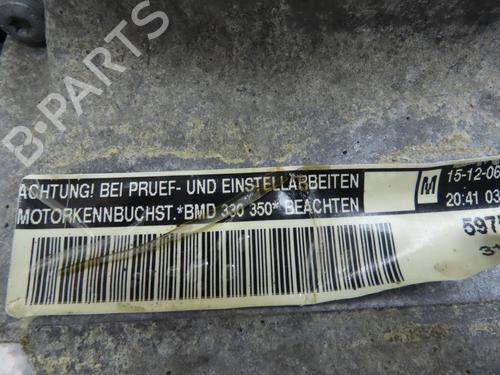 B-PARTS
ACHTUNG! BEI PRUEF- UND EINSTELLARBEITEN
MOTORKENNBUCHST.*BMD 330 350* BEACHTEN
M
15-12-06
20:41 03
597